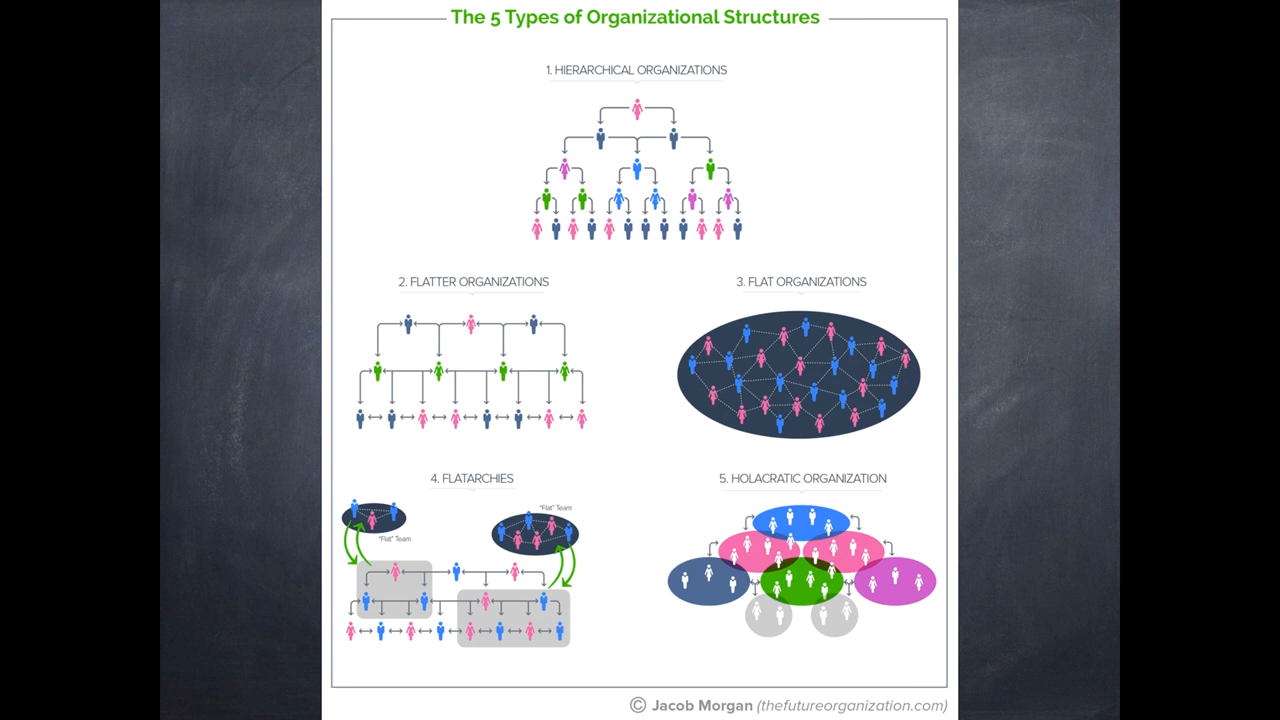 The 5 Types of Organizational Structures
1. HIERARCHICAL ORGANIZATIONS
2. FLATTER ORGANIZATIONS
3. FLAT ORGANIZATIONS
4. FLATARCHIES
5. HOLACRATIC ORGANIZATION
"Flat" Team
"Flat" Team
© Jacob Morgan (thefutureorganization.com)